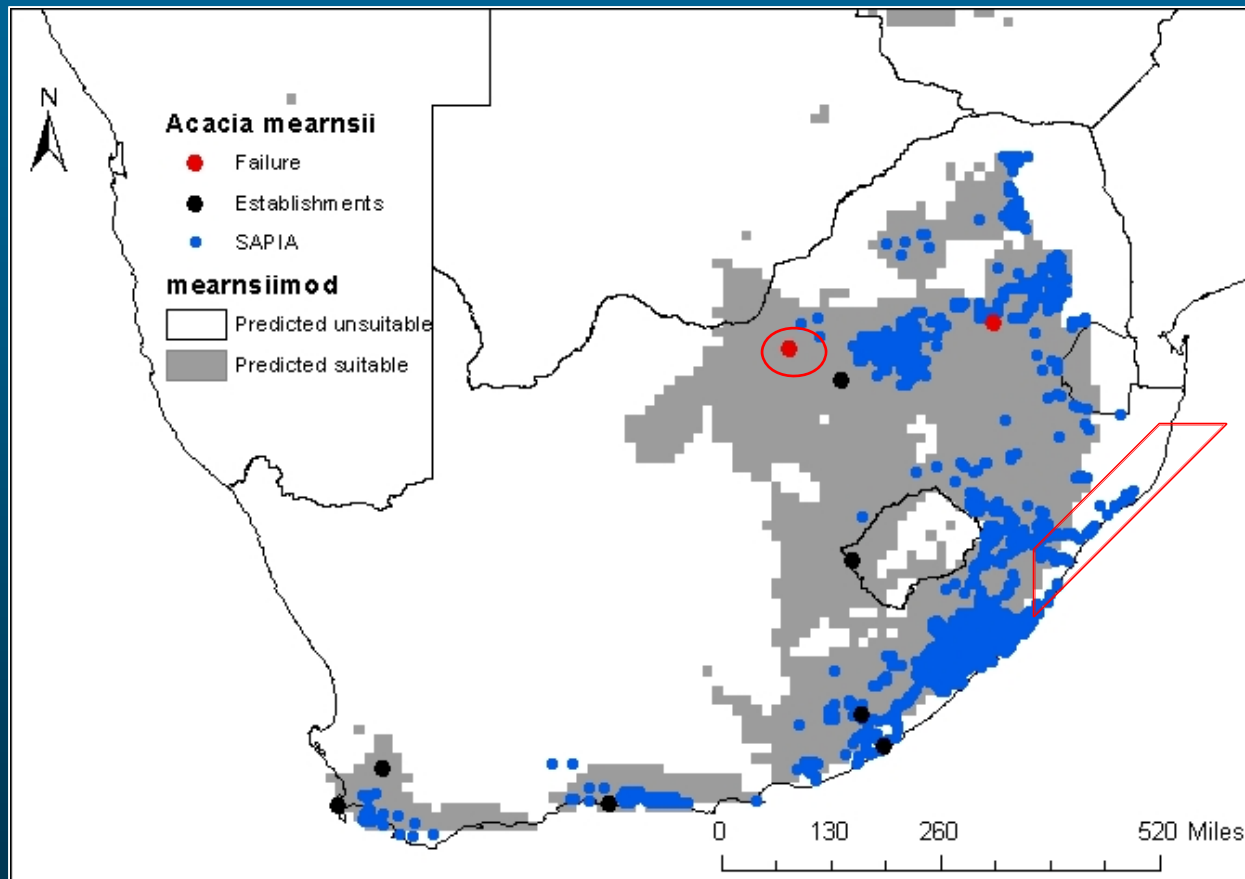 N
Acacia mearnsii
Failure
Establishments
SAPIA
mearnsiimod
Predicted unsuitable
Predicted suitable
0 130 260 520 Miles